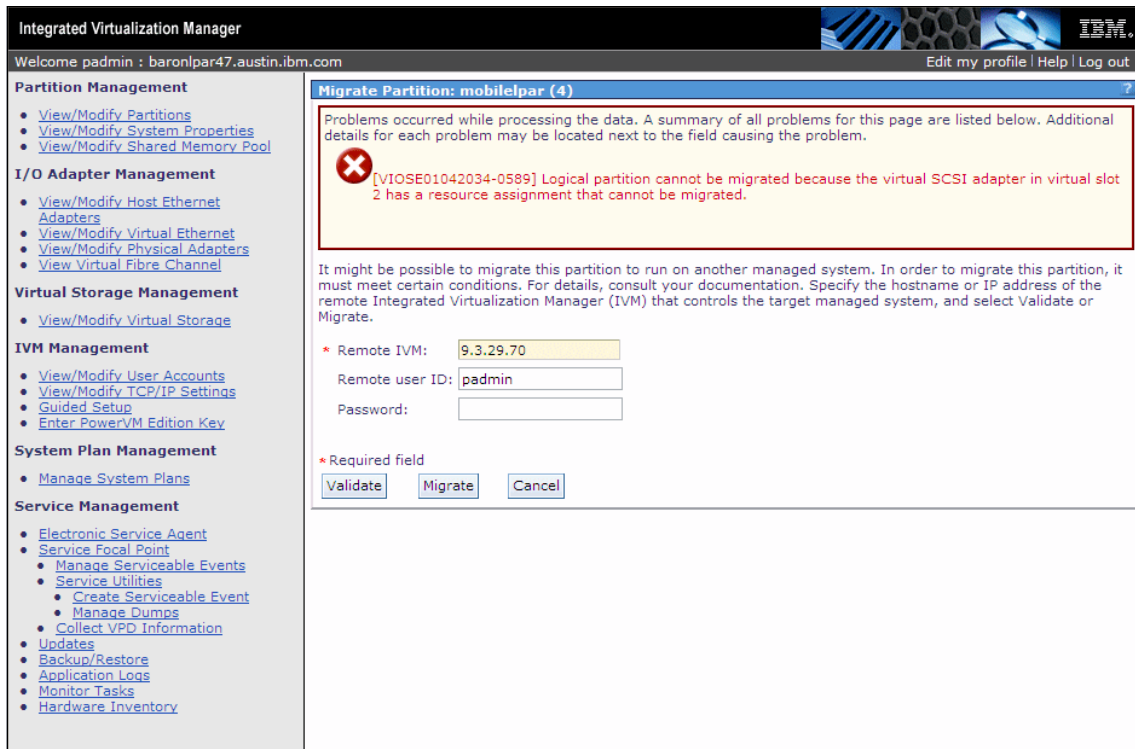 Integrated Virtualization Manager
IBM.
Welcome padmin : baronlpar47.austin.ibm.com
Edit my profile | Help | Log out
Partition Management
View/Modify Partitions
View/Modify System Properties
View/Modify Shared Memory Pool
I/O Adapter Management
View/Modify Host Ethernet
Adapters
View/Modify Virtual Ethernet
View/Modify Physical Adapters
View Virtual Fibre Channel
Virtual Storage Management
View/Modify Virtual Storage
IVM Management
View/Modify User Accounts
View/Modify TCP/IP Settings
Guided Setup
Enter PowerVM Edition Key
System Plan Management
Manage System Plans
Service Management
Electronic Service Agent
Service Focal Point
Manage Serviceable Events
Service Utilities
Create Serviceable Event
Manage Dumps
Collect VPD Information
Updates
Backup/Restore
Application Logs
Monitor Tasks
Hardware Inventory
Migrate Partition: mobilelpar (4)
?
Problems occurred while processing the data. A summary of all problems for this page are listed below. Additional
details for each problem may be located next to the field causing the problem.
[VIOSE01042034-0589] Logical partition cannot be migrated because the virtual SCSI adapter in virtual slot
2 has a resource assignment that cannot be migrated.
It might be possible to migrate this partition to run on another managed system. In order to migrate this partition, it
must meet certain conditions. For details, consult your documentation. Specify the hostname or IP address of the
remote Integrated Virtualization Manager (IVM) that controls the target managed system, and select Validate or
Migrate.
* Remote IVM: 9.3.29.70
Remote user ID: padmin
Password:
* Required field
Validate Migrate Cancel